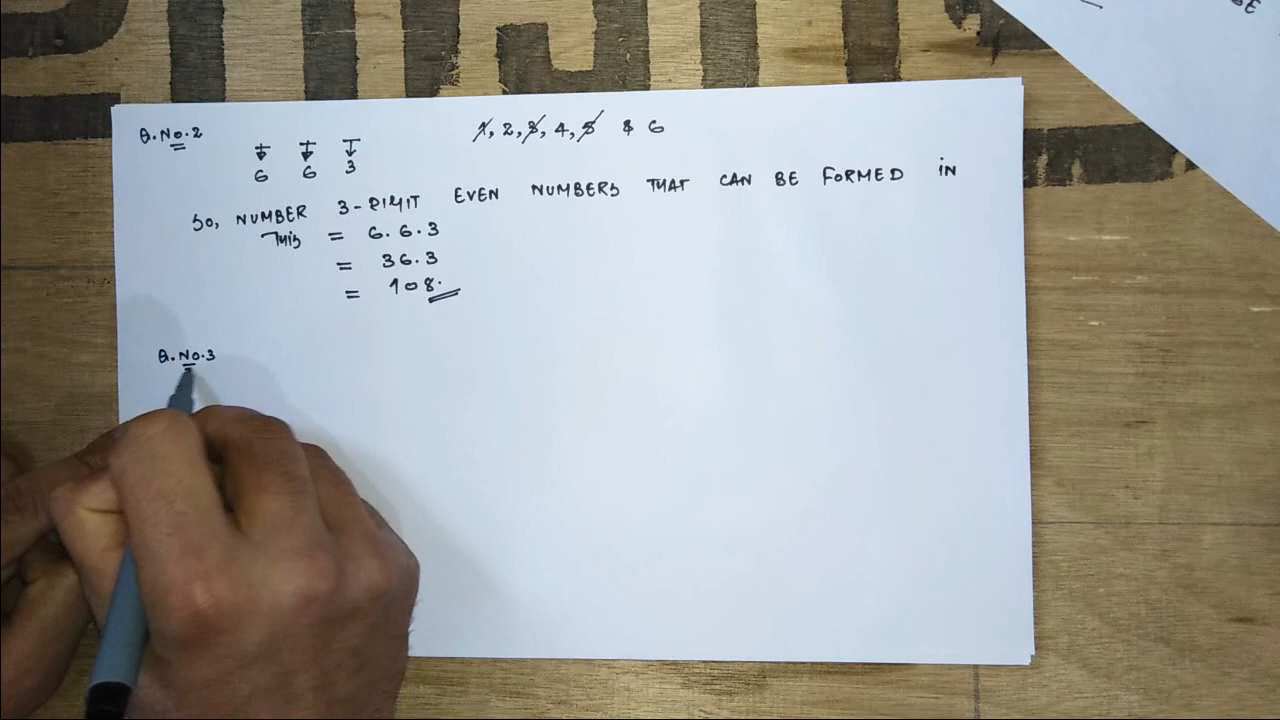 Q.No.2
1, 2, 3, 4, 5 & 6
6 6 3
So, NUMBER 3-DIGIT EVEN NUMBERS THAT CAN BE FORMED IN
THIS = 6.6.3
= 36.3
= 108.
Q.No.3
BE